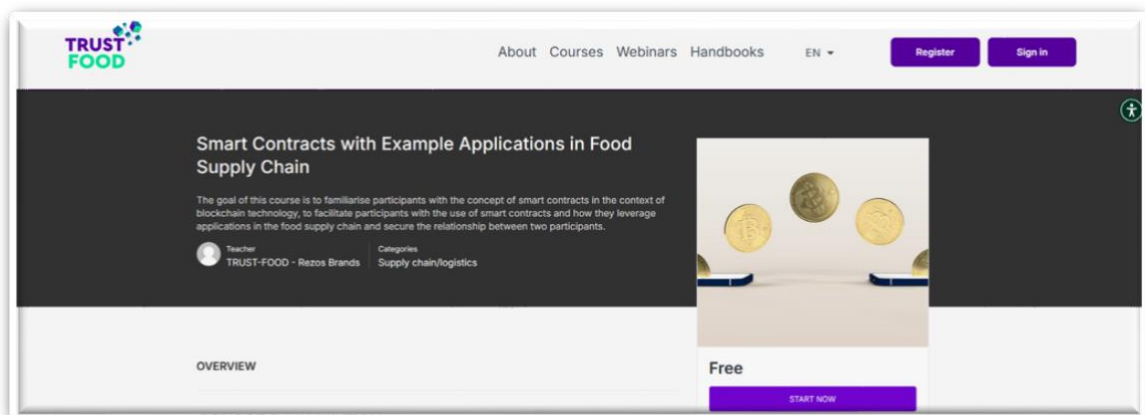 TRUST
FOOD
About Courses Webinars Handbooks EN
Register
Sign in
Smart Contracts with Example Applications in Food
Supply Chain
The goal of this course is to familiarise participants with the concept of smart contracts in the context of
blockchain technology, to facilitate participants with the use of smart contracts and how they leverage
applications in the food supply chain and secure the relationship between two participants.
Teacher
TRUST-FOOD - Rezos Brands
Categories
Supply chain/logistics
OVERVIEW
Free
START NOW